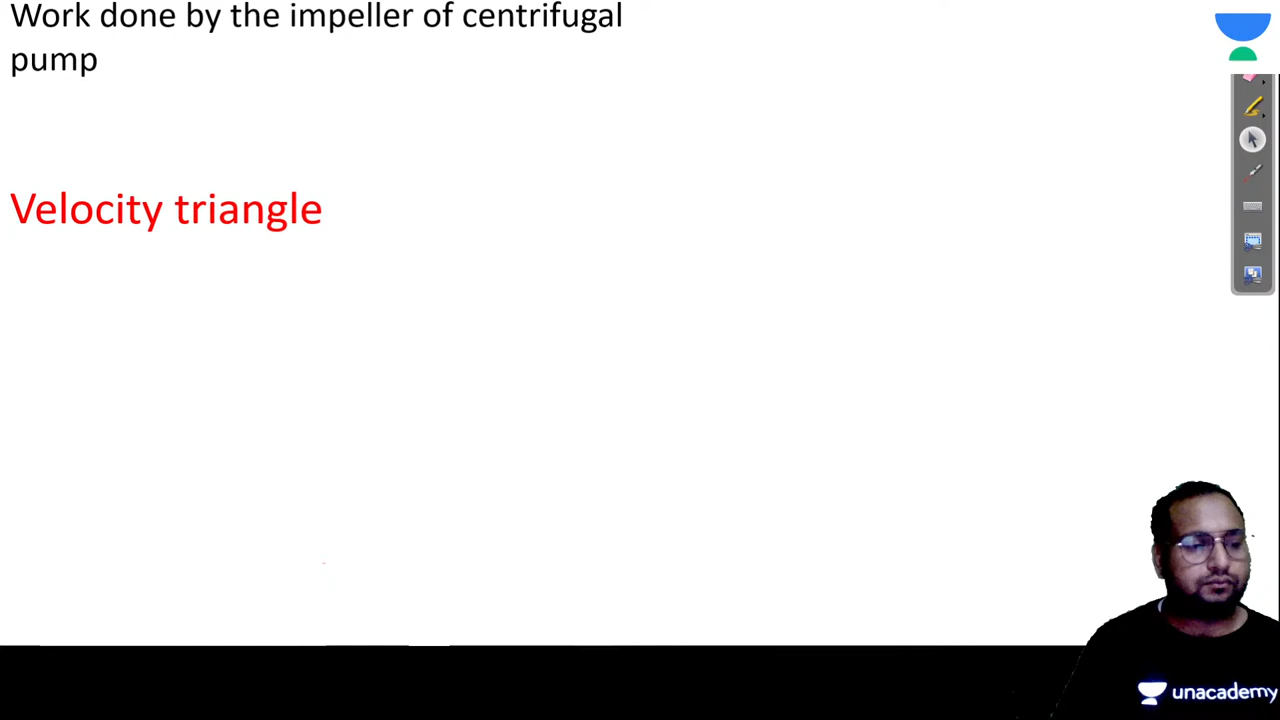 Work done by the impeller of centrifugal
pump
Velocity triangle
unacademy